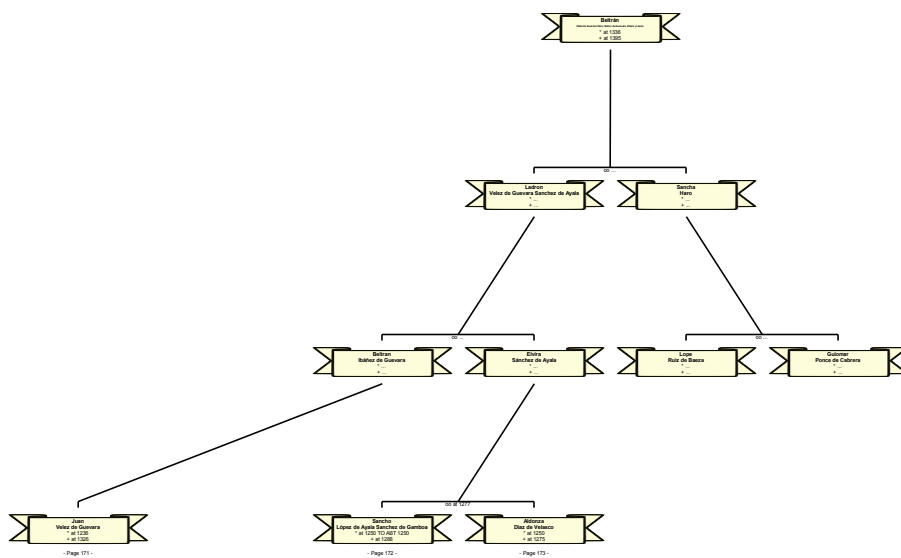 Beltrán
* at 1336
+ at 1395
oo ...
Ladron
Velez de Guevara Sanchez de Ayala
* ...
+ ...
Sancha
Haro
* ...
+ ...
oo ...
oo ...
Beltran
Ibáñez de Guevara
* ...
+ ...
Elvira
Sánchez de Ayala
* ...
+ ...
Lope
Ruiz de Baeza
* ...
+ ...
Guiomar
Ponce de Cabrera
* ...
+ ...
oo at 1277
Juan
Velez de Guevara
* at 1236
+ at 1326
Sancho
López de Ayala Sanchez de Gamboa
* at 1250 TO ABT 1250
+ at 1288
Aldonza
Diaz de Velasco
* at 1250
+ at 1275
- Page 171 -
- Page 172 -
- Page 173 -